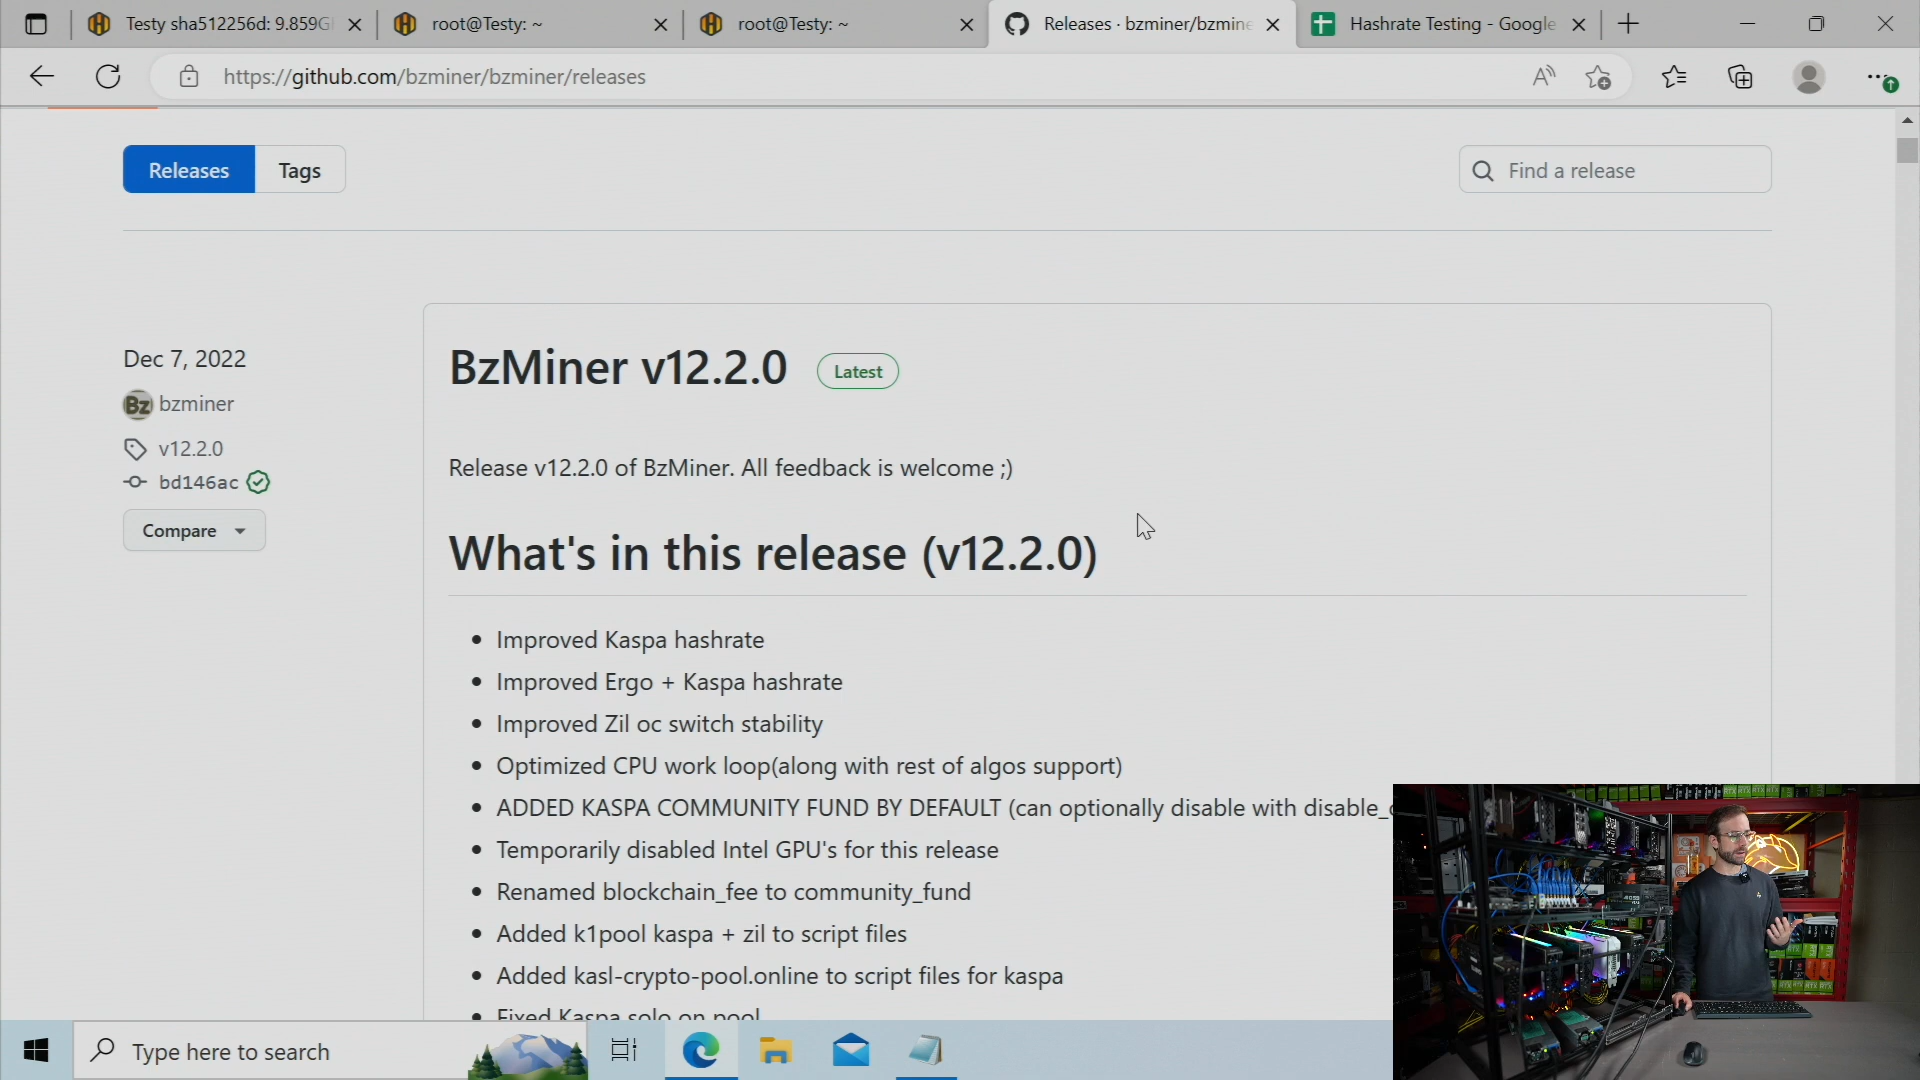 Testy sha512256d: 9.859G
root@Testy: ~
root@Testy: ~
Releases · bzminer/bzmine
Hashrate Testing - Google
https://github.com/bzminer/bzminer/releases
Releases
Tags
Find a release
Dec 7, 2022
Bz bzminer
v12.2.0
bd146ac
Compare
BzMiner v12.2.0 Latest
Release v12.2.0 of BzMiner. All feedback is welcome ;)
What's in this release (v12.2.0)
• Improved Kaspa hashrate
• Improved Ergo + Kaspa hashrate
• Improved Zil oc switch stability
• Optimized CPU work loop(along with rest of algos support)
• ADDED KASPA COMMUNITY FUND BY DEFAULT (can optionally disable with disable_
• Temporarily disabled Intel GPU's for this release
• Renamed blockchain_fee to community_fund
• Added k1pool kaspa + zil to script files
• Added kasl-crypto-pool.online to script files for kaspa
• Fixed Kaspa solo on pool
Type here to search